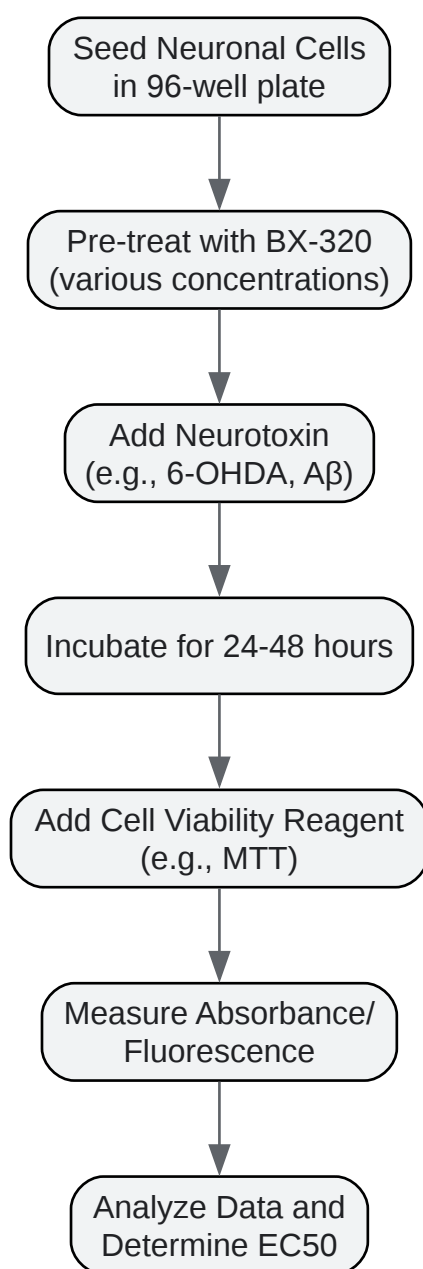 Seed Neuronal Cells
in 96-well plate
Pre-treat with BX-320
(various concentrations)
Add Neurotoxin
(e.g., 6-OHDA, Aβ)
Incubate for 24-48 hours
Add Cell Viability Reagent
(e.g., MTT)
Measure Absorbance/
Fluorescence
Analyze Data and
Determine EC50